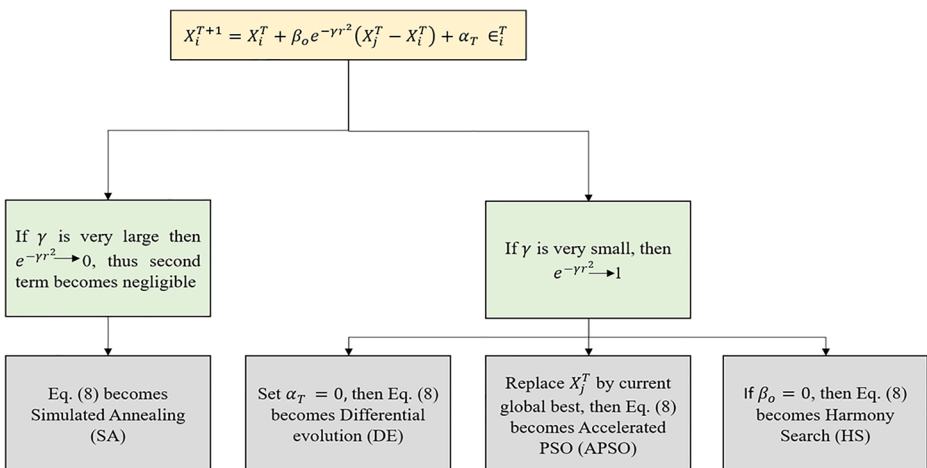 X_i^{T+1} = X_i^T + β_o e^{-γr^2}(X_j^T − X_i^T) + α_T ∈_i^T
If γ is very large then
e^{-γr^2}→0, thus second
term becomes negligible
If γ is very small, then
e^{-γr^2}→1
Eq. (8) becomes
Simulated Annealing
(SA)
Set α_T = 0, then Eq. (8)
becomes Differential
evolution (DE)
Replace X_j^T by current
global best, then Eq. (8)
becomes Accelerated
PSO (APSO)
If β_o = 0, then Eq. (8)
becomes Harmony
Search (HS)